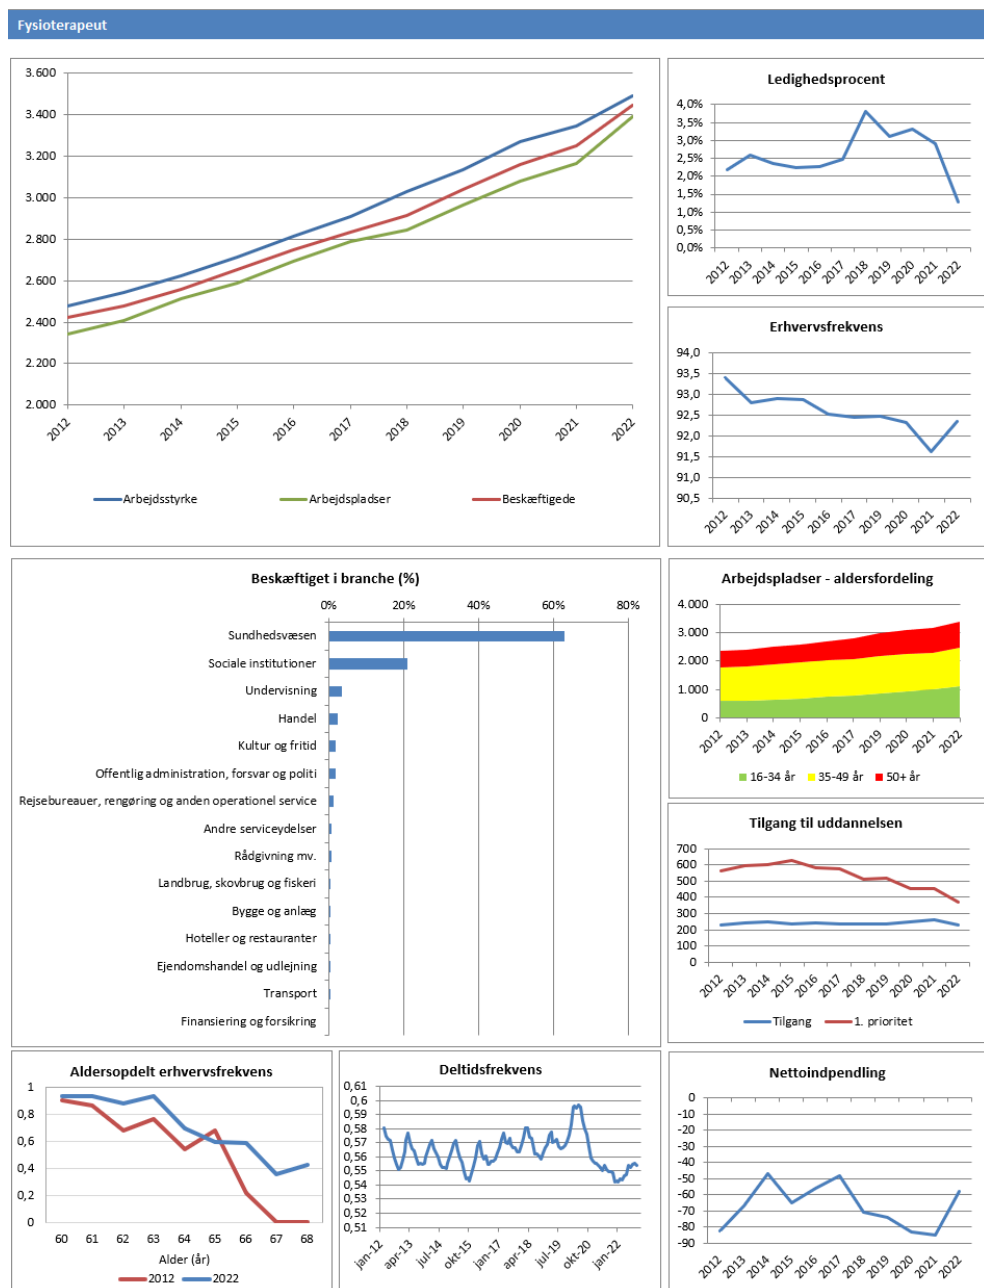 Fysioterapeut
3.600
3.400
3.200
3.000
2.800
2.600
2.400
2.200
2.000
2012 2013 2014 2015 2016 2017 2018 2019 2020 2021 2022
Arbejdsstyrke Arbejdspladser Beskæftigede
Ledighedsprocent
4,0%
3,5%
3,0%
2,5%
2,0%
1,5%
1,0%
0,5%
0,0%
2012 2013 2014 2015 2016 2017 2018 2019 2020 2021 2022
Erhvervsfrekvens
94,0
93,5
93,0
92,5
92,0
91,5
91,0
90,5
2012 2013 2014 2015 2016 2017 2018 2019 2020 2021 2022
Beskæftiget i branche (%)
0% 20% 40% 60% 80%
Sundhedsvæsen
Sociale institutioner
Undervisning
Handel
Kultur og fritid
Offentlig administration, forsvar og politi
Rejsebureauer, rengøring og anden operationel service
Andre serviceydelser
Rådgivning mv.
Landbrug, skovbrug og fiskeri
Bygge og anlæg
Hoteller og restauranter
Ejendomshandel og udlejning
Transport
Finansiering og forsikring
Arbejdspladser - aldersfordeling
4.000
3.000
2.000
1.000
0
2012 2013 2014 2015 2016 2017 2018 2019 2020 2021 2022
16-34 år 35-49 år 50+ år
Tilgang til uddannelsen
700
600
500
400
300
200
100
0
2012 2013 2014 2015 2016 2017 2018 2019 2020 2021 2022
Tilgang 1. prioritet
Aldersopdelt erhvervsfrekvens
1
0,8
0,6
0,4
0,2
0
60 61 62 63 64 65 66 67 68
Alder (år)
2012 2022
Deltidsfrekvens
0,61
0,6
0,59
0,58
0,57
0,56
0,55
0,54
0,53
0,52
0,51
jan-12 apr-13 jul-14 okt-15 jan-17 apr-18 jul-19 okt-20 jan-22
Nettoindpendling
0
-10
-20
-30
-40
-50
-60
-70
-80
-90
2012 2013 2014 2015 2016 2017 2018 2019 2020 2021 2022